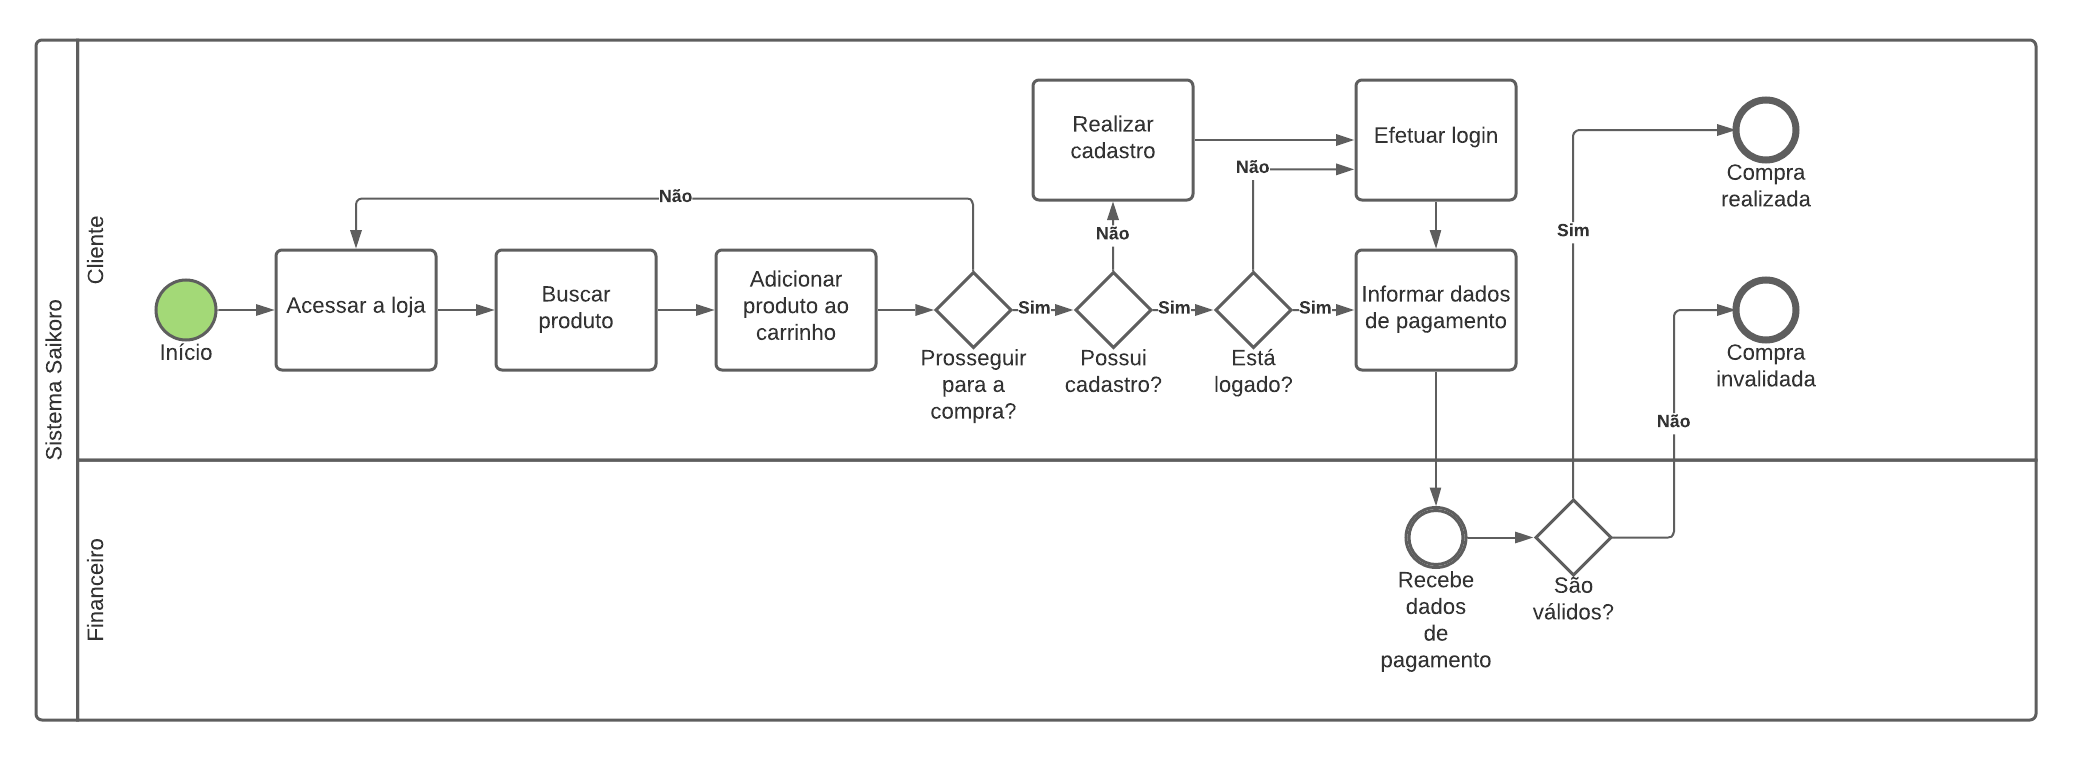 Sistema Saikoro
Cliente
Início
Acessar a loja
Buscar
produto
Adicionar
produto ao
carrinho
Não
Prosseguir
para a
compra?
Sim
Possui
cadastro?
Não
Realizar
cadastro
Sim
Está
logado?
Não
Sim
Efetuar login
Informar dados
de pagamento
Sim
Compra
realizada
Não
Compra
invalidada
Financeiro
Recebe
dados
de
pagamento
São
válidos?